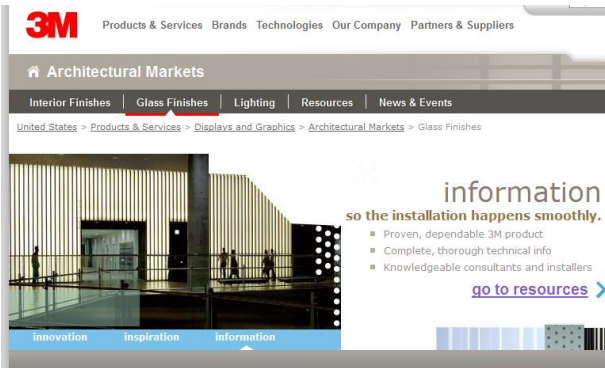 3M
Products & Services Brands Technologies Our Company Partners & Suppliers
Architectural Markets
Interior Finishes | Glass Finishes | Lighting | Resources | News & Events
United States > Products & Services > Displays and Graphics > Architectural Markets > Glass Finishes
information
so the installation happens smoothly.
Proven, dependable 3M product
Complete, thorough technical info
Knowledgeable consultants and installers
go to resources
innovation inspiration information